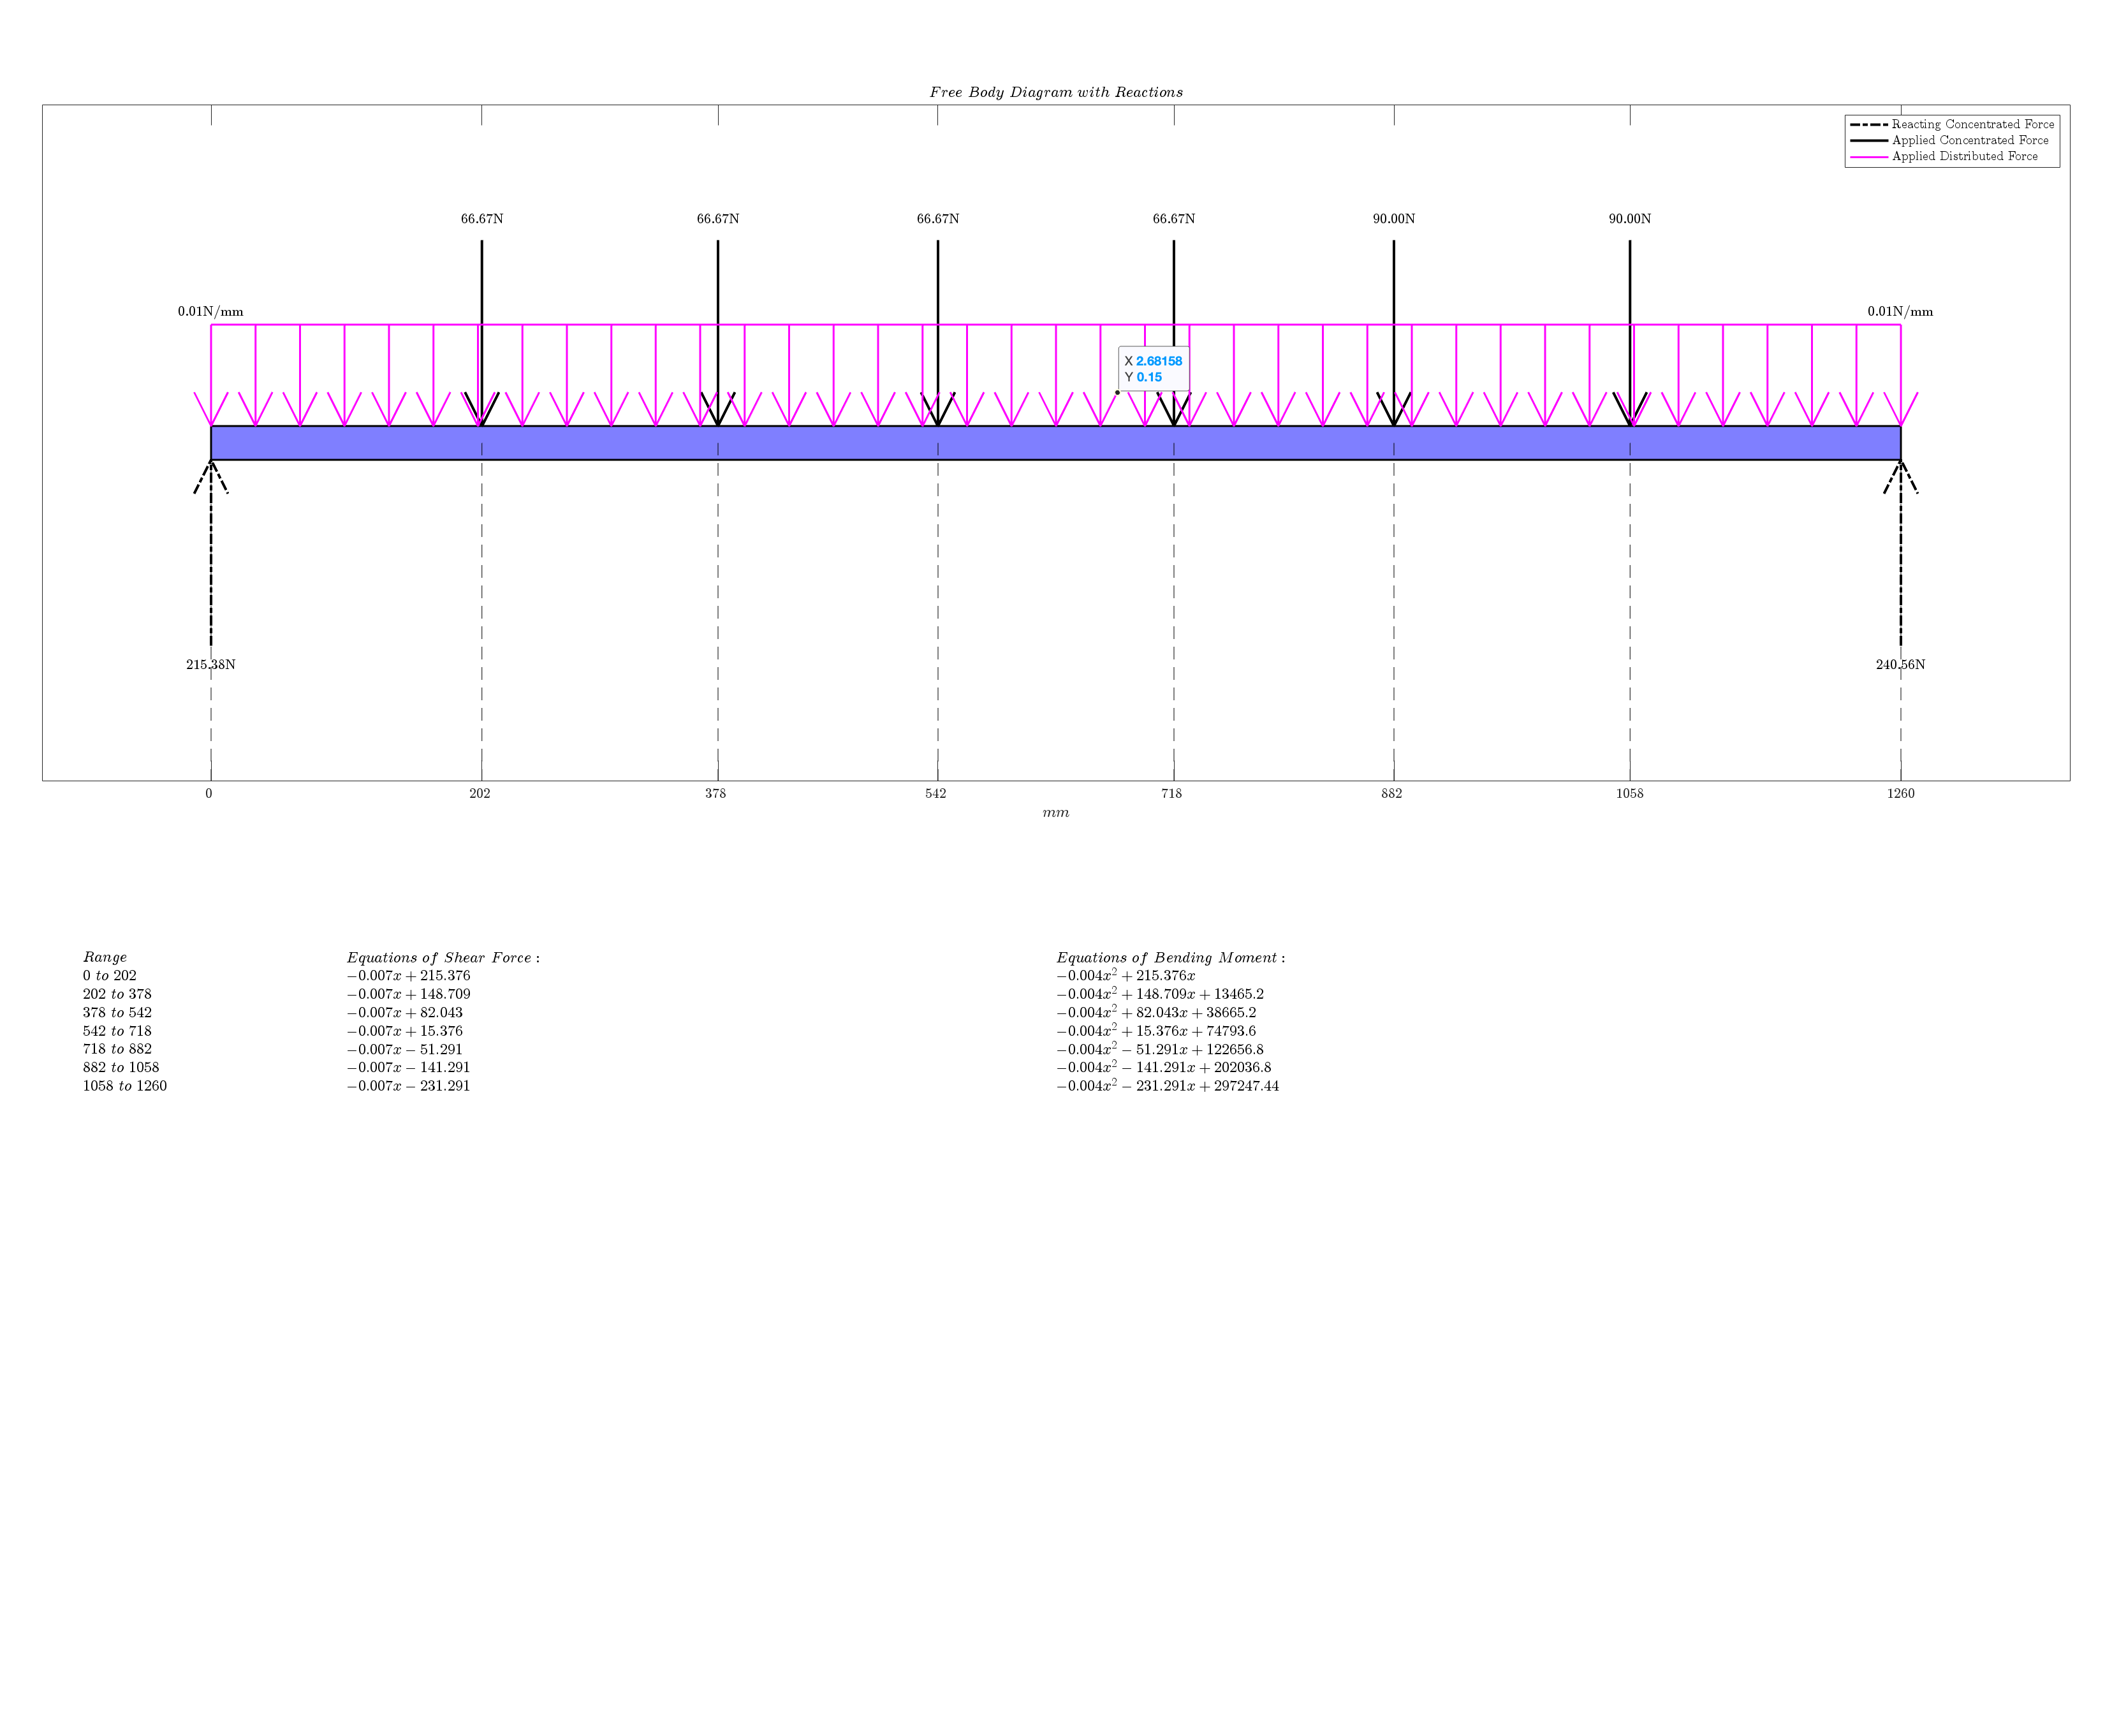 Free Body Diagram with Reactions
Reacting Concentrated Force
Applied Concentrated Force
Applied Distributed Force
66.67N 66.67N 66.67N 66.67N 90.00N 90.00N
0.01N/mm 0.01N/mm
X 2.68158
Y 0.15
215.38N 240.56N
0 202 378 542 718 882 1058 1260
mm
Range Equations of Shear Force : Equations of Bending Moment :
0 to 202 −0.007x + 215.376 −0.004x² + 215.376x
202 to 378 −0.007x + 148.709 −0.004x² + 148.709x + 13465.2
378 to 542 −0.007x + 82.043 −0.004x² + 82.043x + 38665.2
542 to 718 −0.007x + 15.376 −0.004x² + 15.376x + 74793.6
718 to 882 −0.007x − 51.291 −0.004x² − 51.291x + 122656.8
882 to 1058 −0.007x − 141.291 −0.004x² − 141.291x + 202036.8
1058 to 1260 −0.007x − 231.291 −0.004x² − 231.291x + 297247.44